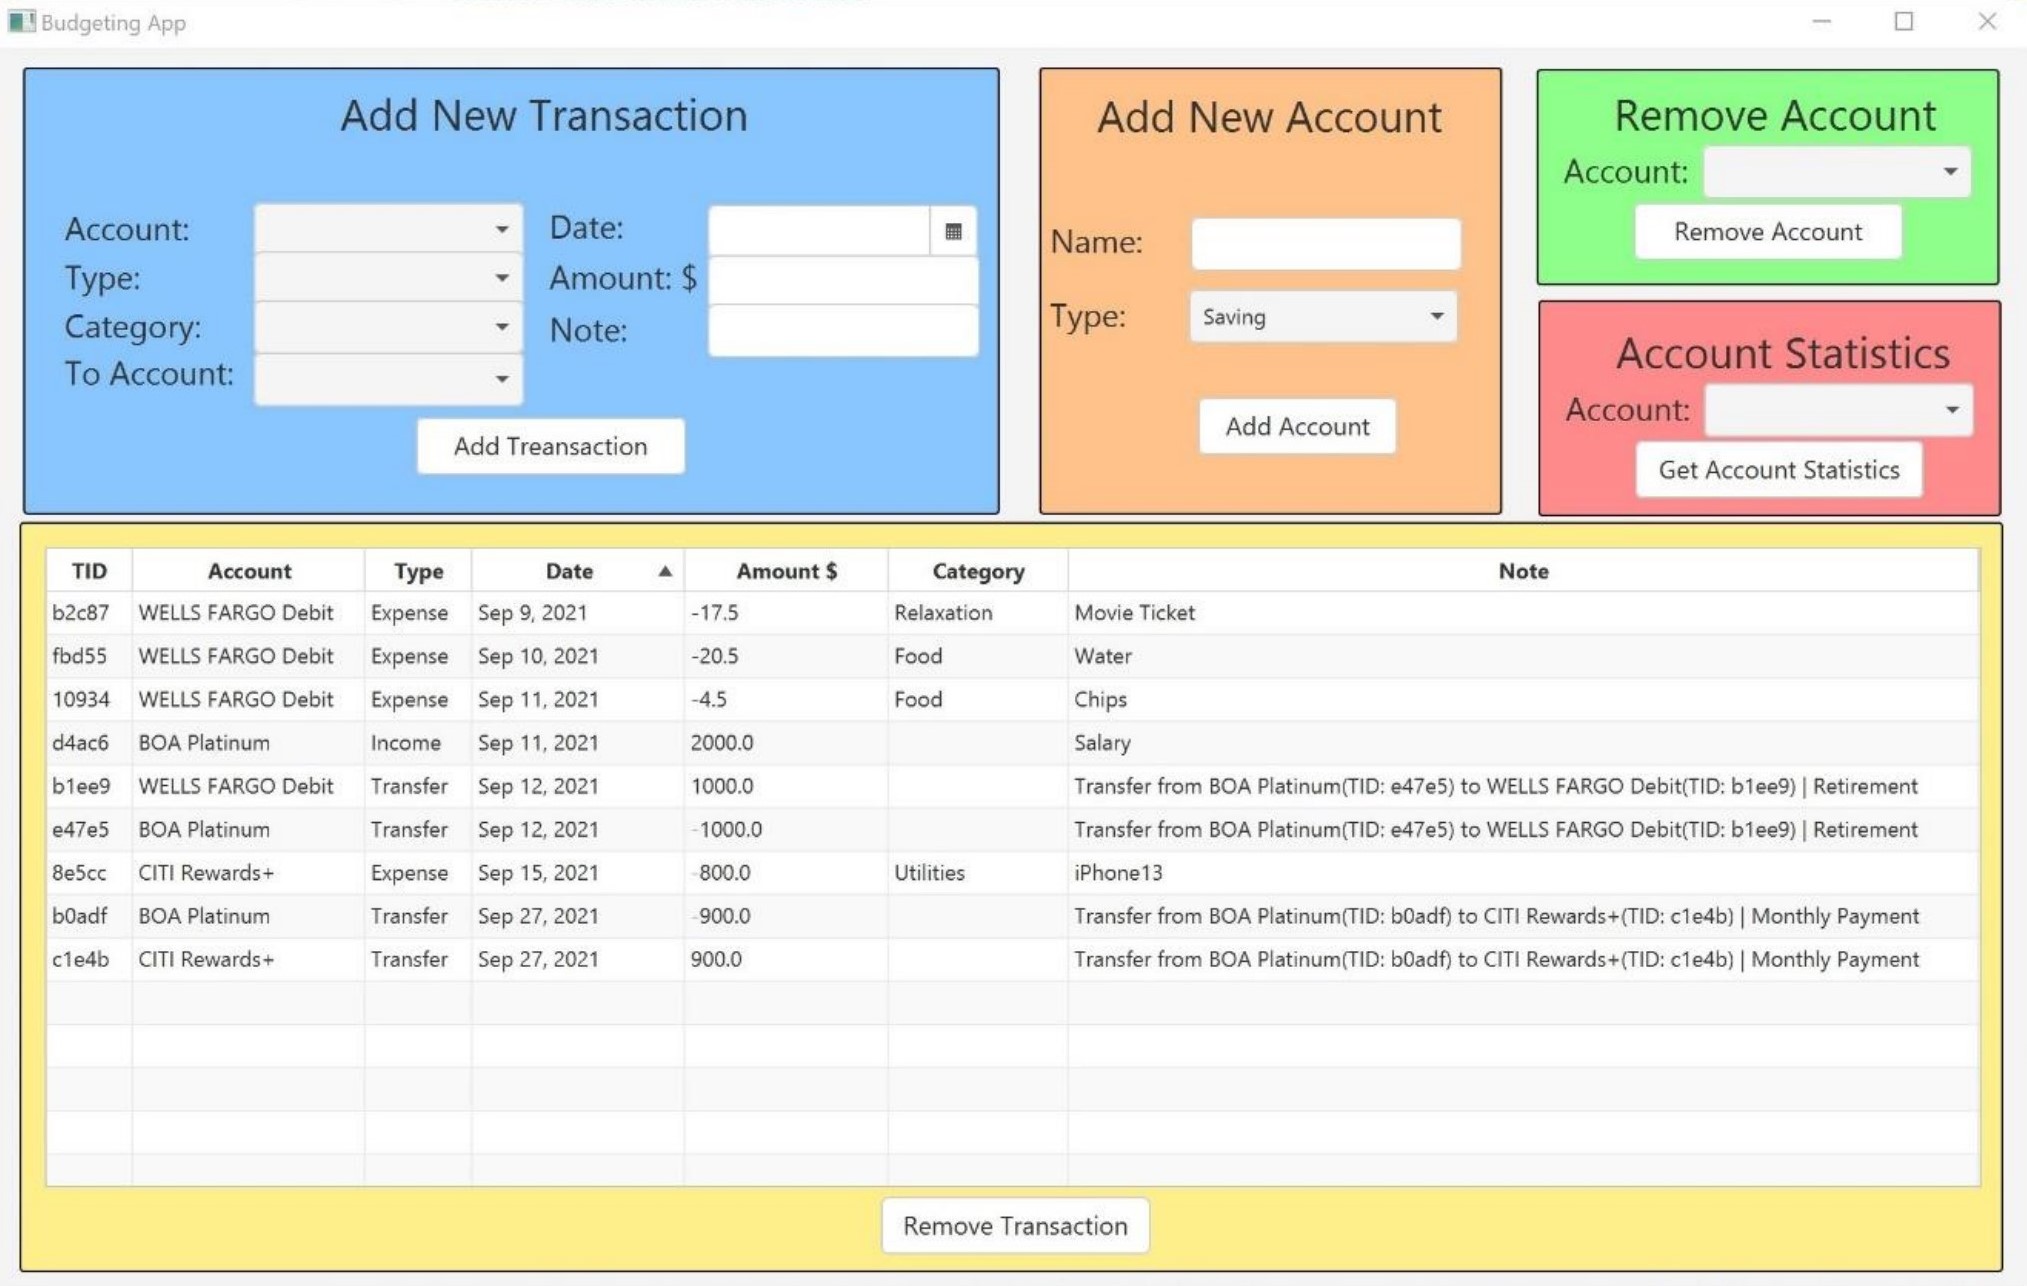 Budgeting App
Add New Transaction
Account:
Type:
Category:
To Account:
Date:
Amount: $
Note:
Add Treansaction
Add New Account
Name:
Type: Saving
Add Account
Remove Account
Account:
Remove Account
Account Statistics
Account:
Get Account Statistics
TID Account Type Date ▲ Amount $ Category Note
b2c87 WELLS FARGO Debit Expense Sep 9, 2021 -17.5 Relaxation Movie Ticket
fbd55 WELLS FARGO Debit Expense Sep 10, 2021 -20.5 Food Water
10934 WELLS FARGO Debit Expense Sep 11, 2021 -4.5 Food Chips
d4ac6 BOA Platinum Income Sep 11, 2021 2000.0 Salary
b1ee9 WELLS FARGO Debit Transfer Sep 12, 2021 1000.0 Transfer from BOA Platinum(TID: e47e5) to WELLS FARGO Debit(TID: b1ee9) | Retirement
e47e5 BOA Platinum Transfer Sep 12, 2021 -1000.0 Transfer from BOA Platinum(TID: e47e5) to WELLS FARGO Debit(TID: b1ee9) | Retirement
8e5cc CITI Rewards+ Expense Sep 15, 2021 -800.0 Utilities iPhone13
b0adf BOA Platinum Transfer Sep 27, 2021 -900.0 Transfer from BOA Platinum(TID: b0adf) to CITI Rewards+(TID: c1e4b) | Monthly Payment
c1e4b CITI Rewards+ Transfer Sep 27, 2021 900.0 Transfer from BOA Platinum(TID: b0adf) to CITI Rewards+(TID: c1e4b) | Monthly Payment
Remove Transaction